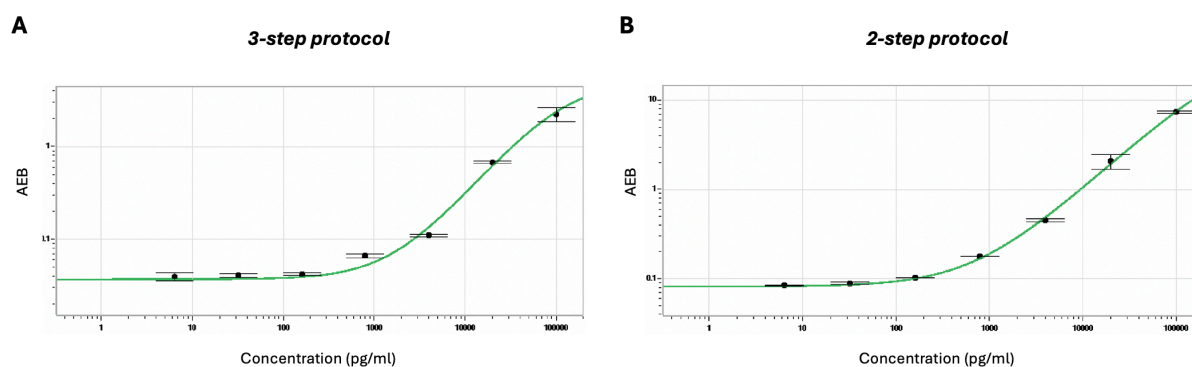 A
3-step protocol
1
1.1
AEB
1
10
100
1000
10000
100000
Concentration (pg/ml)
B
2-step protocol
10
1
0.1
AEB
1
10
100
1000
10000
100000
Concentration (pg/ml)